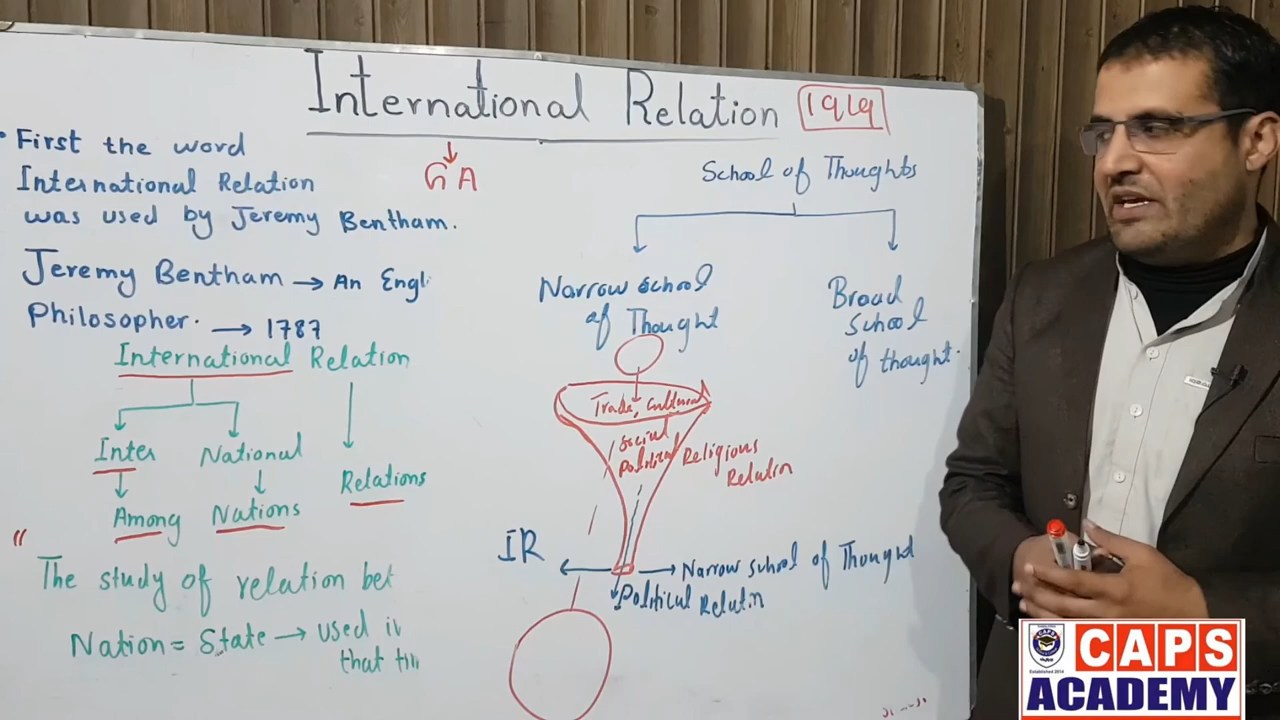 International Relation 1919
GA
• First the word
International Relation
was used by Jeremy Bentham.
Jeremy Bentham → An Engl
Philosopher. → 1787
International Relation
Inter National
Relations
Among Nations
"
The study of relation bet
Nation = State → used i
that ti
School of Thoughts
Narrow School
of Thought
Broad
School
of thought.
Trade,
Social
Political Religious
Relation
IR
Narrow school of Thought
Political
CAPS
ACADEMY